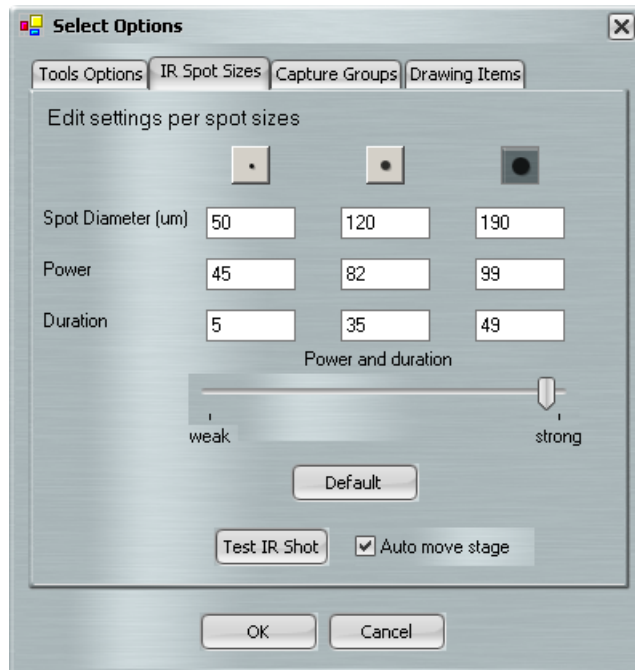 Select Options
Tools Options IR Spot Sizes Capture Groups Drawing Items
Edit settings per spot sizes
Spot Diameter (um) 50 120 190
Power 45 82 99
Duration 5 35 49
Power and duration
weak strong
Default
Test IR Shot Auto move stage
OK Cancel